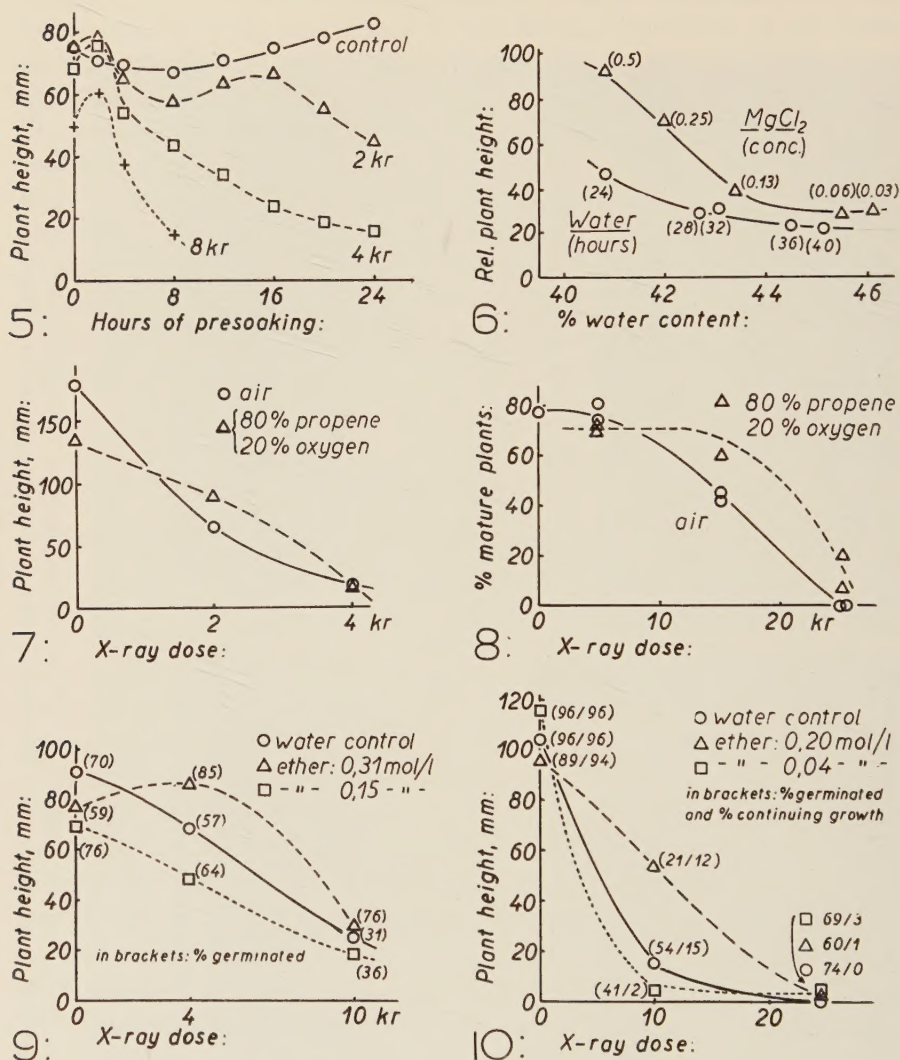 80
60
40
20
0
Plant height, mm:
control
2 kr
4 kr
8 kr
0 8 16 24
5: Hours of presoaking:
100
80
60
40
20
0
Rel. plant height:
(0.5)
(0.25)
MgCl2
(conc.)
(0.13)
(0.06)(0.03)
(24)
Water
(hours)
(28)(32)
(36)(40)
40 42 44 46
6: % water content:
150
100
50
0
Plant height, mm:
air
80% propene
20% oxygen
0 2 4 kr
7: X-ray dose:
80
60
40
20
0
% mature plants:
80% propene
20% oxygen
air
0 10 20 kr
8: X-ray dose:
100
80
60
40
20
0
Plant height, mm:
water control
ether: 0,31 mol/l
- " - 0,15 - " -
(70)
(85)
(59)
(57)
(76)
(64)
(76)
(31)
(36)
in brackets: % germinated
0 4 10 kr
9: X-ray dose:
120
100
80
60
40
20
0
Plant height, mm:
water control
ether: 0,20 mol/l
- " - 0,04 - " -
in brackets: % germinated
and % continuing growth
(96/96)
(96/96)
(89/94)
(21/12)
(54/15)
(41/2)
69/3
60/1
74/0
0 10 20
10: X-ray dose: